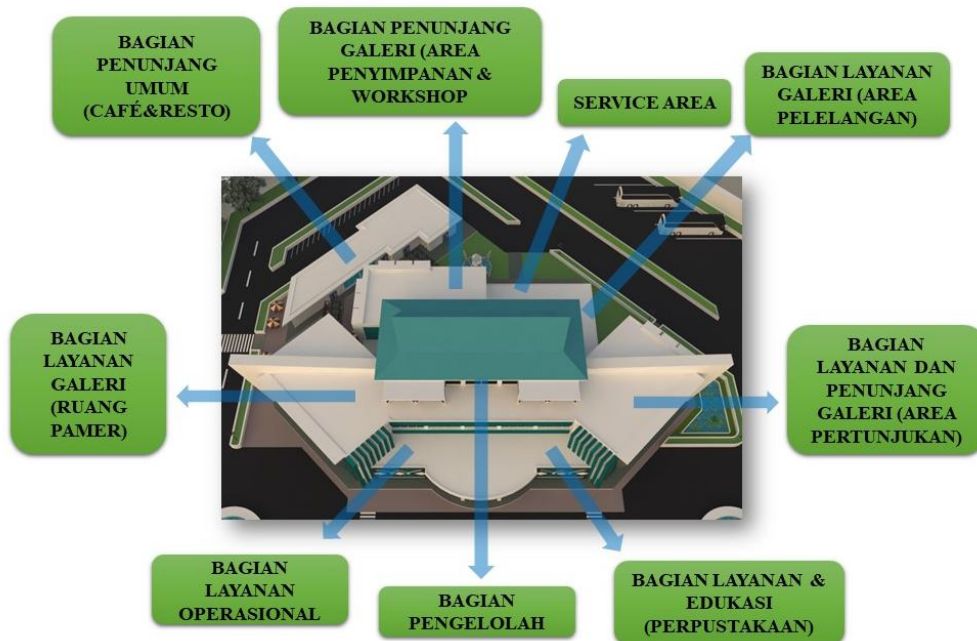 BAGIAN
PENUNJANG
UMUM
(CAFÉ&RESTO)
BAGIAN PENUNJANG
GALERI (AREA
PENYIMPANAN &
WORKSHOP
SERVICE AREA
BAGIAN LAYANAN
GALERI (AREA
PELELANGAN)
BAGIAN
LAYANAN
GALERI
(RUANG
PAMER)
BAGIAN
LAYANAN DAN
PENUNJANG
GALERI (AREA
PERTUNJUKAN)
BAGIAN
LAYANAN
OPERASIONAL
BAGIAN
PENGELOLAH
BAGIAN LAYANAN &
EDUKASI
(PERPUSTAKAAN)